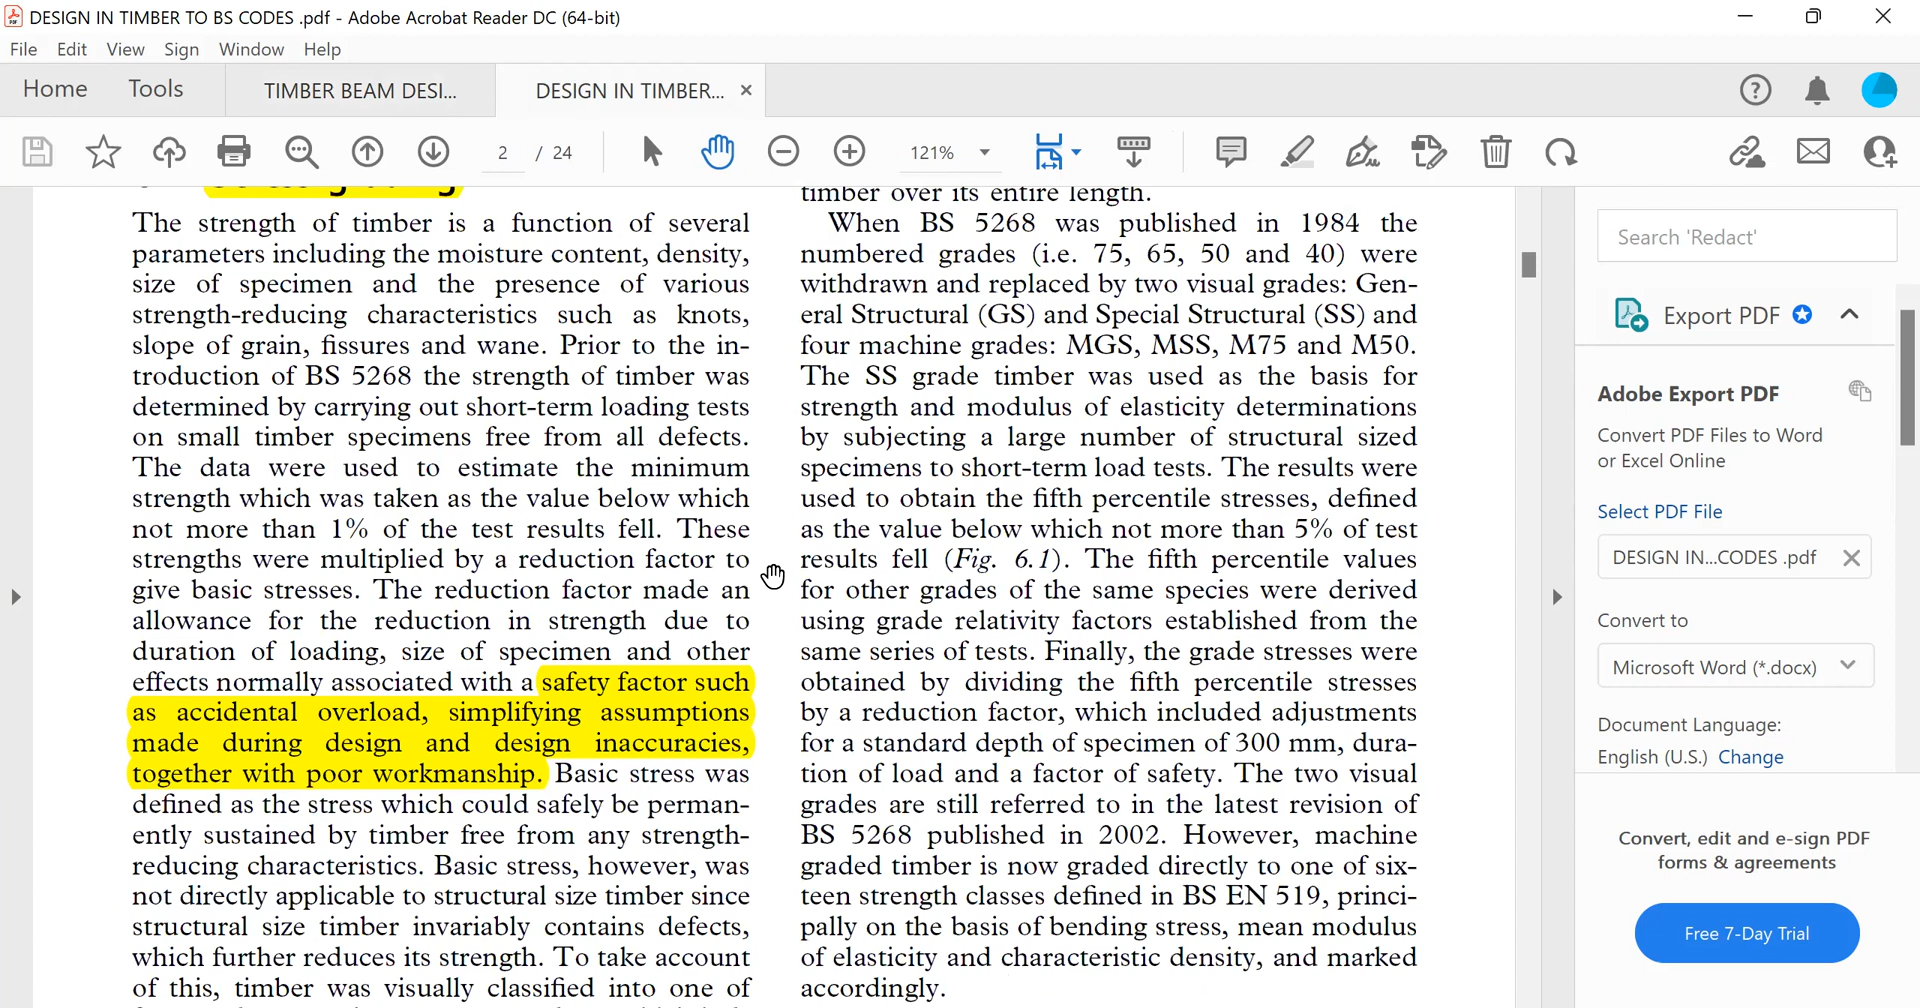 DESIGN IN TIMBER TO BS CODES .pdf - Adobe Acrobat Reader DC (64-bit)
File Edit View Sign Window Help
Home Tools TIMBER BEAM DESI... DESIGN IN TIMBER...
2 / 24 121%
The strength of timber is a function of several
parameters including the moisture content, density,
size of specimen and the presence of various
strength-reducing characteristics such as knots,
slope of grain, fissures and wane. Prior to the in-
troduction of BS 5268 the strength of timber was
determined by carrying out short-term loading tests
on small timber specimens free from all defects.
The data were used to estimate the minimum
strength which was taken as the value below which
not more than 1% of the test results fell. These
strengths were multiplied by a reduction factor to
give basic stresses. The reduction factor made an
allowance for the reduction in strength due to
duration of loading, size of specimen and other
effects normally associated with a safety factor such
as accidental overload, simplifying assumptions
made during design and design inaccuracies,
together with poor workmanship. Basic stress was
defined as the stress which could safely be perman-
ently sustained by timber free from any strength-
reducing characteristics. Basic stress, however, was
not directly applicable to structural size timber since
structural size timber invariably contains defects,
which further reduces its strength. To take account
of this, timber was visually classified into one of
timber over its entire length.
When BS 5268 was published in 1984 the
numbered grades (i.e. 75, 65, 50 and 40) were
withdrawn and replaced by two visual grades: Gen-
eral Structural (GS) and Special Structural (SS) and
four machine grades: MGS, MSS, M75 and M50.
The SS grade timber was used as the basis for
strength and modulus of elasticity determinations
by subjecting a large number of structural sized
specimens to short-term load tests. The results were
used to obtain the fifth percentile stresses, defined
as the value below which not more than 5% of test
results fell (Fig. 6.1). The fifth percentile values
for other grades of the same species were derived
using grade relativity factors established from the
same series of tests. Finally, the grade stresses were
obtained by dividing the fifth percentile stresses
by a reduction factor, which included adjustments
for a standard depth of specimen of 300 mm, dura-
tion of load and a factor of safety. The two visual
grades are still referred to in the latest revision of
BS 5268 published in 2002. However, machine
graded timber is now graded directly to one of six-
teen strength classes defined in BS EN 519, princi-
pally on the basis of bending stress, mean modulus
of elasticity and characteristic density, and marked
accordingly.
Search 'Redact'
Export PDF
Adobe Export PDF
Convert PDF Files to Word
or Excel Online
Select PDF File
DESIGN IN...CODES .pdf
Convert to
Microsoft Word (*.docx)
Document Language:
English (U.S.) Change
Convert, edit and e-sign PDF
forms & agreements
Free 7-Day Trial